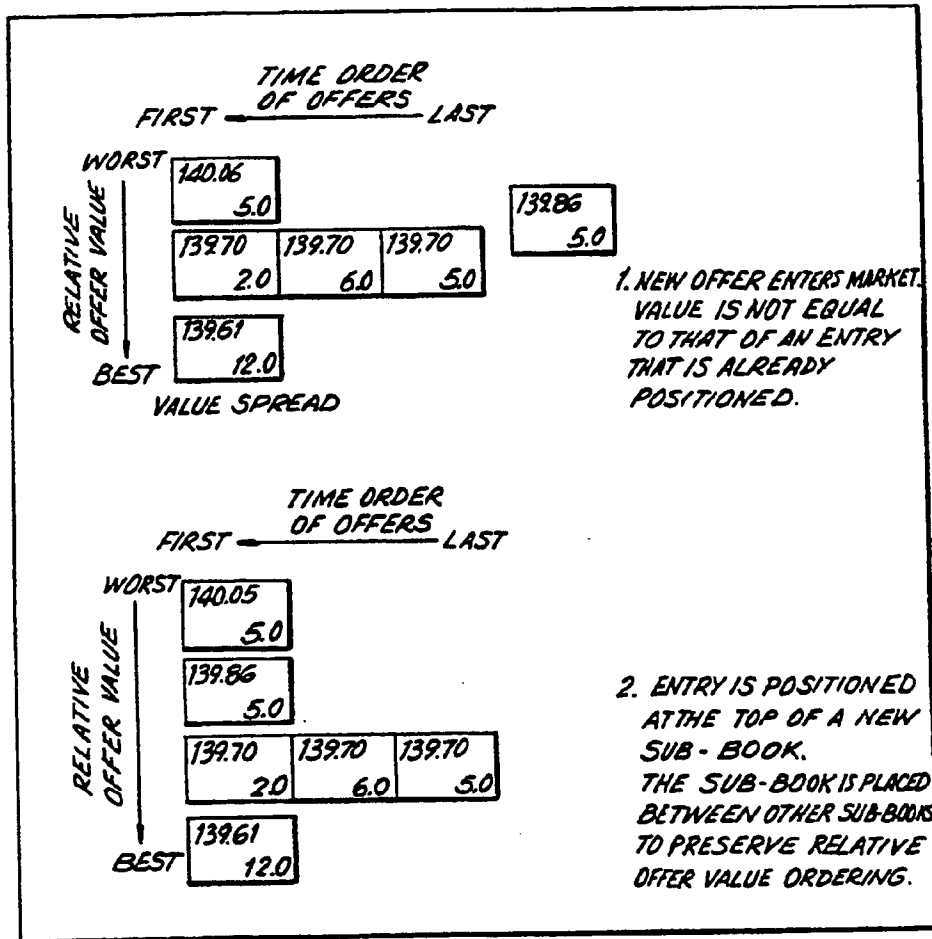 TIME ORDER
OF OFFERS
FIRST LAST
WORST
RELATIVE
OFFER VALUE
BEST
140.06
5.0
139.70 139.70 139.70
2.0 6.0 5.0
139.61
12.0
VALUE SPREAD
139.86
5.0
1. NEW OFFER ENTERS MARKET.
VALUE IS NOT EQUAL
TO THAT OF AN ENTRY
THAT IS ALREADY
POSITIONED.
TIME ORDER
OF OFFERS
FIRST LAST
WORST
RELATIVE
OFFER VALUE
BEST
140.05
5.0
139.86
5.0
139.70 139.70 139.70
2.0 6.0 5.0
139.61
12.0
2. ENTRY IS POSITIONED
AT THE TOP OF A NEW
SUB-BOOK.
THE SUB-BOOK IS PLACED
BETWEEN OTHER SUB-BOOKS
TO PRESERVE RELATIVE
OFFER VALUE ORDERING.